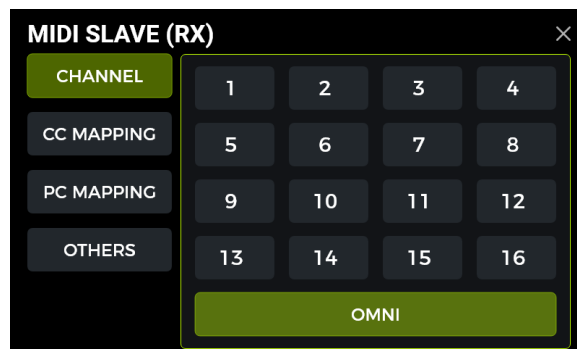 MIDI SLAVE (RX)
CHANNEL
CC MAPPING
PC MAPPING
OTHERS
1 2 3 4
5 6 7 8
9 10 11 12
13 14 15 16
OMNI